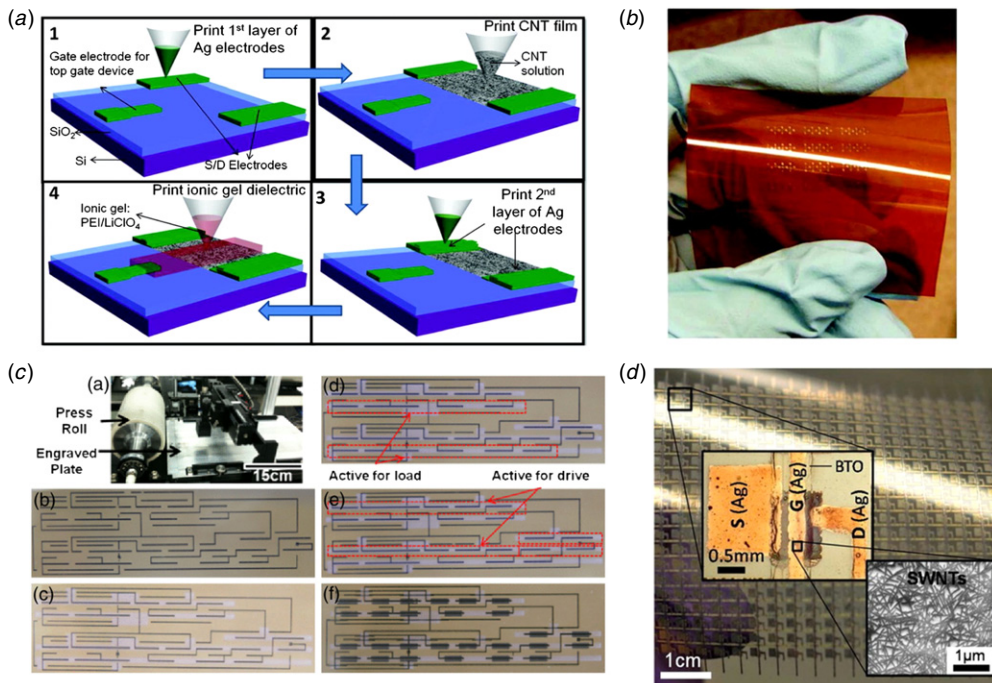 (a)
1
Print 1st layer of
Ag electrodes
Gate electrode for
top gate device
SiO2
Si
S/D Electrodes
2
Print CNT film
CNT
solution
4
Print ionic gel dielectric
Ionic gel:
PEI/LiClO4
3
Print 2nd
layer of Ag
electrodes
(b)
(c)
(a)
Press
Roll
Engraved
Plate
15cm
(b)
(c)
(d)
Active for load
Active for drive
(e)
(f)
(d)
BTO
S (Ag)
G (Ag)
D (Ag)
0.5mm
SWNTs
1μm
1cm